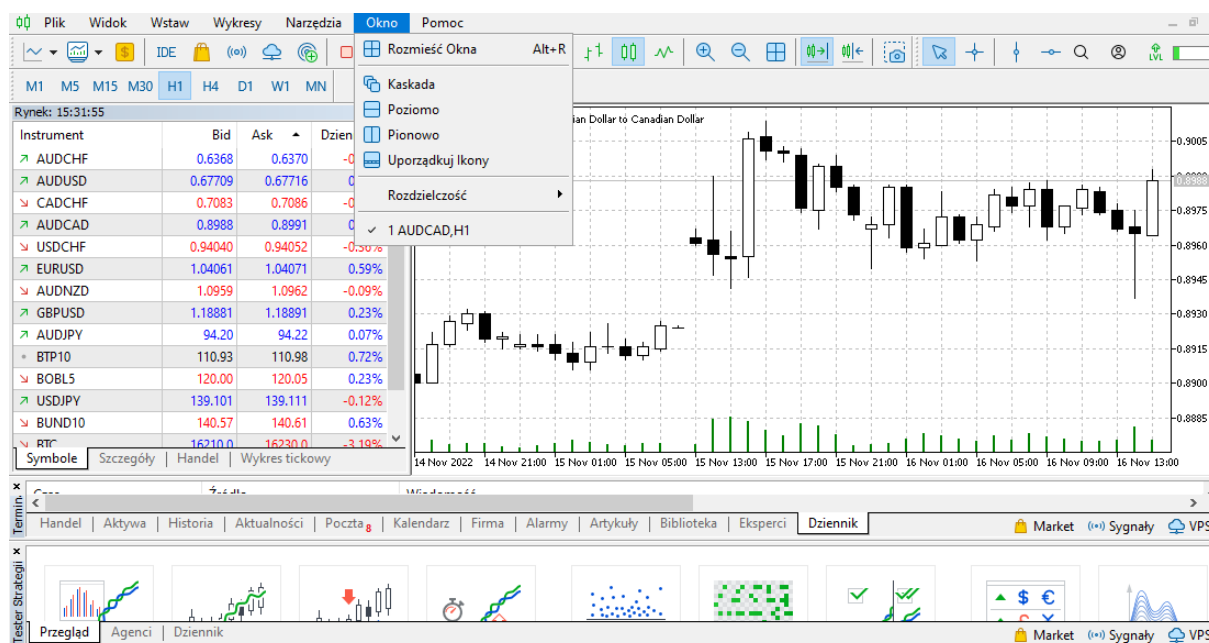 Plik Widok Wstaw Wykresy Narzędzia Okno Pomoc
IDE
LVL
M1 M5 M15 M30 H1 H4 D1 W1 MN
Rozmieść Okna Alt+R
Kaskada
Poziomo
Pionowo
Uporządkuj Ikony
Rozdzielczość
1 AUDCAD,H1
Rynek: 15:31:55
Instrument Bid Ask
AUDCHF 0.6368 0.6370
AUDUSD 0.67709 0.67716
CADCHF 0.7083 0.7086
AUDCAD 0.8988 0.8991
USDCHF 0.94040 0.94052
EURUSD 1.04061 1.04071 0.59%
AUDNZD 1.0959 1.0962 -0.09%
GBPUSD 1.18881 1.18891 0.23%
AUDJPY 94.20 94.22 0.07%
BTP10 110.93 110.98 0.72%
BOBL5 120.00 120.05 0.23%
USDJPY 139.101 139.111 -0.12%
BUND10 140.57 140.61 0.63%
BTC 16210.0 16230.0 -3.19%
Symbole Szczegóły Handel Wykres tickowy
Dollar to Canadian Dollar
0.9005
0.8988
0.8975
0.8960
0.8945
0.8930
0.8915
0.8900
0.8885
14 Nov 2022 14 Nov 21:00 15 Nov 01:00 15 Nov 05:00 15 Nov 13:00 15 Nov 17:00 15 Nov 21:00 16 Nov 01:00 16 Nov 05:00 16 Nov 09:00 16 Nov 13:00
Handel Aktywa Historia Aktualności Poczta 8 Kalendarz Firma Alarmy Artykuły Biblioteka Eksperci Dziennik
Market Sygnały VPS
Tester Strategii
Przegląd Agenci Dziennik
Market Sygnały VPS